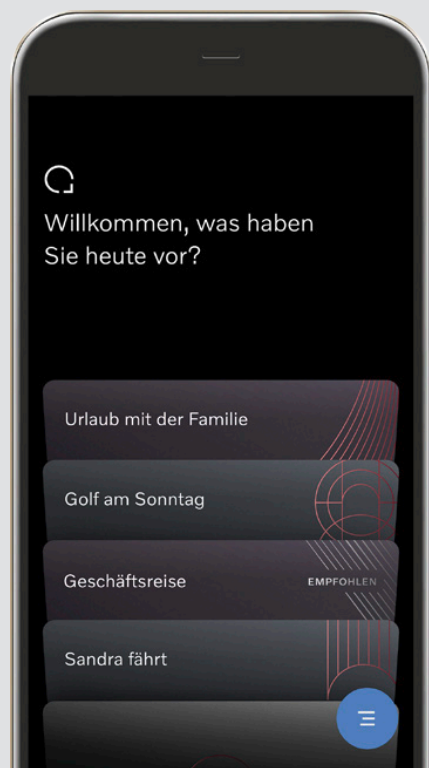 Willkommen, was haben
Sie heute vor?
Urlaub mit der Familie
Golf am Sonntag
Geschäftsreise
EMPFOHLEN
Sandra fährt